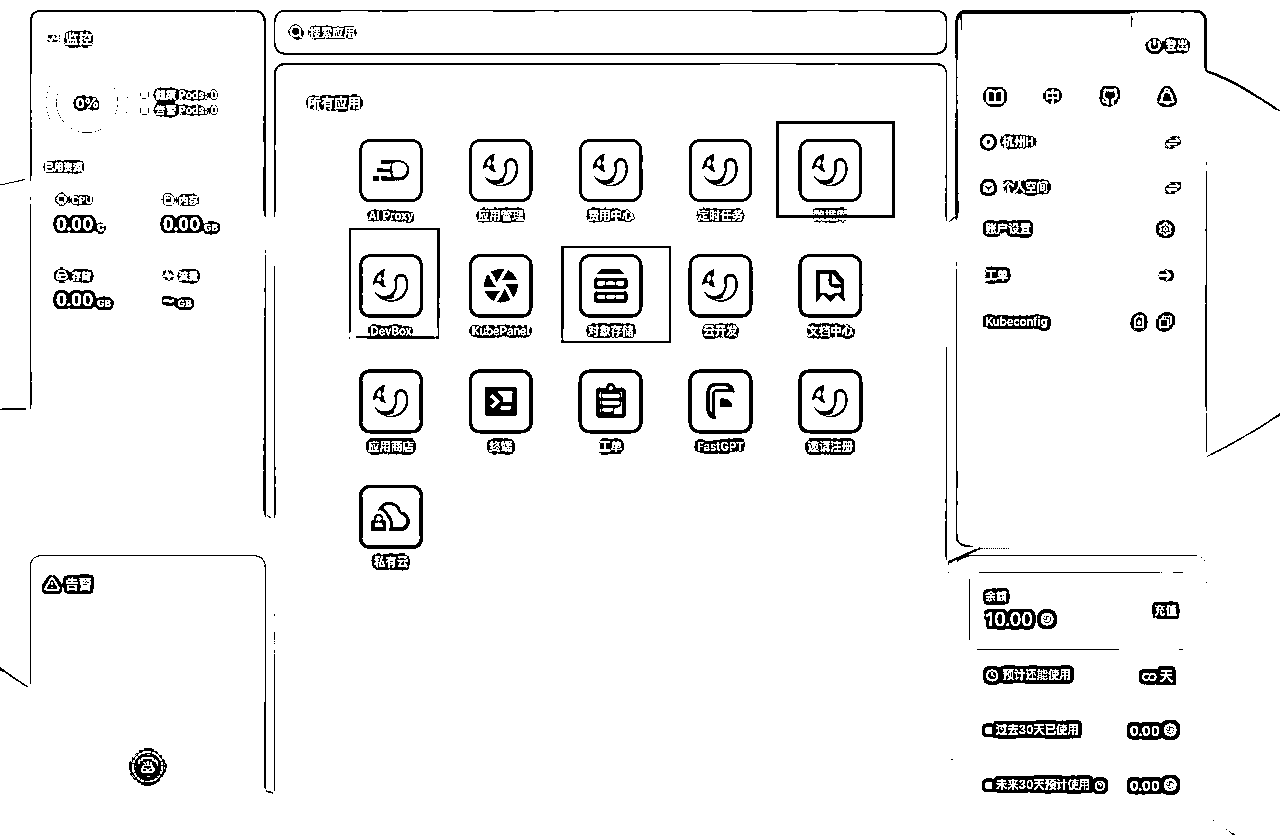 监控
0%
Pods: 0
告警 Pods: 0
已用资源
CPU
内存
0.00 C
0.00 GB
存储
流量
0.00 GB
~ GB
告警
搜索应用
所有应用
AI Proxy
应用管理
费用中心
定时任务
DevBox
KubePanel
对象存储
云开发
文档中心
应用商店
终端
工单
FastGPT
邀请注册
私有云
登出
中
杭州H
个人空间
账户设置
工单
Kubeconfig
余额
10.00
充值
预计还能使用
∞ 天
过去30天已使用
0.00
未来30天预计使用
0.00